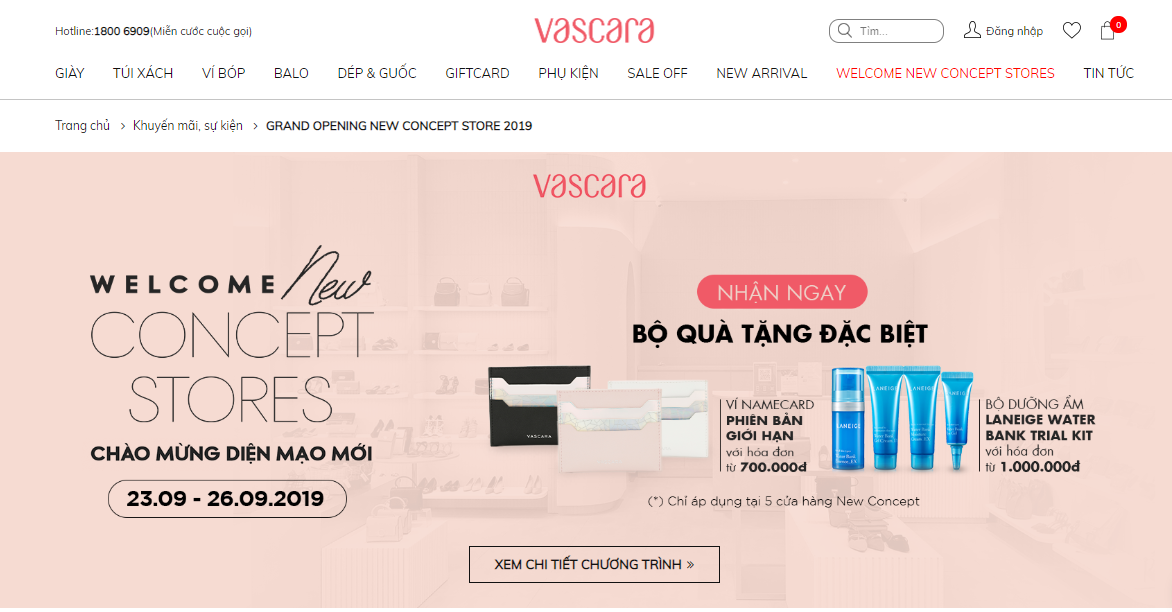 Hotline:1800 6909(Miễn cước cuộc gọi)
vascara
Tìm...
Đăng nhập
0
GIÀY TÚI XÁCH VÍ BÓP BALO DÉP & GUỐC GIFTCARD PHỤ KIỆN SALE OFF NEW ARRIVAL WELCOME NEW CONCEPT STORES TIN TỨC
Trang chủ > Khuyến mãi, sự kiện > GRAND OPENING NEW CONCEPT STORE 2019
vascara
WELCOME New
CONCEPT
STORES
CHÀO MỪNG DIỆN MẠO MỚI
23.09 - 26.09.2019
NHẬN NGAY
BỘ QUÀ TẶNG ĐẶC BIỆT
VASCARA
VÍ NAMECARD
PHIÊN BẢN
GIỚI HẠN
với hóa đơn
từ 700.000đ
LANEIGE
LANEIGE
LANEIGE
LANEIGE
BỘ DƯỠNG ẨM
LANEIGE WATER
BANK TRIAL KIT
với hóa đơn
từ 1.000.000đ
(*) Chỉ áp dụng tại 5 cửa hàng New Concept
XEM CHI TIẾT CHƯƠNG TRÌNH »